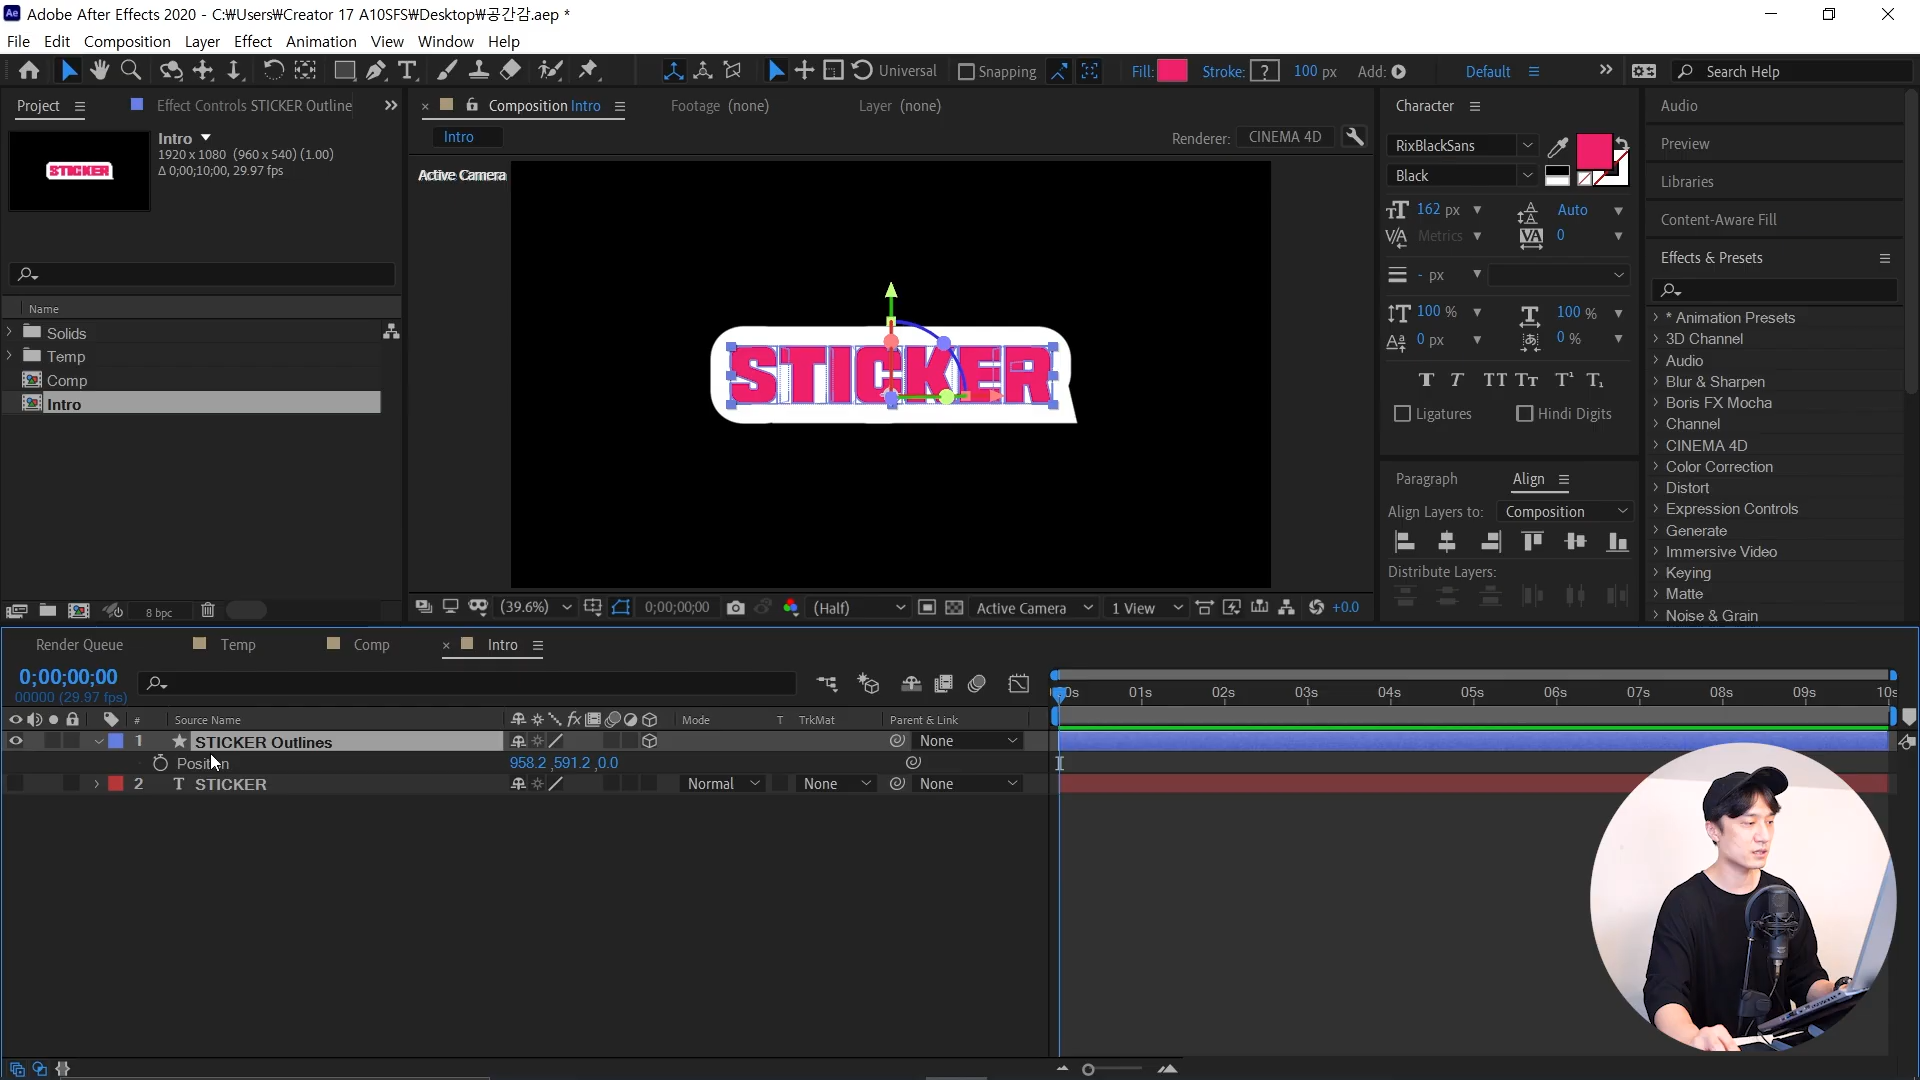 Adobe After Effects 2020 - C:₩Users₩Creator 17 A10SFS₩Desktop₩공간감.aep *
File Edit Composition Layer Effect Animation View Window Help
Universal Snapping Fill: Stroke: ? 100 px Add: Default Search Help
Project Effect Controls STICKER Outline Composition Intro Footage (none) Layer (none) Character Audio
Intro
1920 x 1080 (960 x 540) (1.00)
Δ 0;00;10;00, 29.97 fps
Intro Renderer: CINEMA 4D
RixBlackSans
Black
Preview
Libraries
Active Camera
162 px Auto
Metrics 0
- px
100 % 100 %
0 px 0 %
Content-Aware Fill
Effects & Presets
STICKER
Name
Solids
Temp
Comp
Intro
Ligatures Hindi Digits
Paragraph Align
Align Layers to: Composition
Distribute Layers:
* Animation Presets
3D Channel
Audio
Blur & Sharpen
Boris FX Mocha
Channel
CINEMA 4D
Color Correction
Distort
Expression Controls
Generate
Immersive Video
Keying
Matte
Noise & Grain
8 bpc (39.6%) 0;00;00;00 (Half) Active Camera 1 View +0.0
Render Queue Temp Comp Intro
0;00;00;00
00000 (29.97 fps)
01s 02s 03s 04s 05s 06s 07s 08s 09s
# Source Name Mode T TrkMat Parent & Link
1 STICKER Outlines None
Position 958.2 ,591.2 ,0.0
2 T STICKER Normal None None